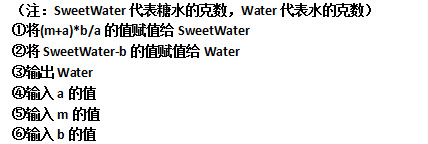 （注：SweetWater 代表糖水的克数，Water 代表水的克数）
①将(m+a)*b/a 的值赋值给 SweetWater
②将 SweetWater-b 的值赋值给 Water
③输出 Water
④输入 a 的值
⑤输入 m 的值
⑥输入 b 的值